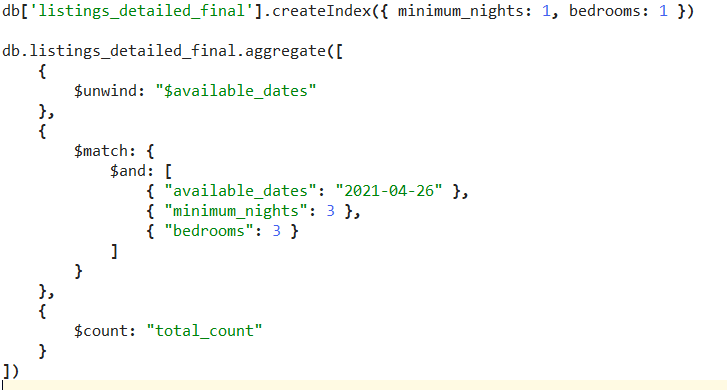 db['listings_detailed_final'].createIndex({ minimum_nights: 1, bedrooms: 1 })
db.listings_detailed_final.aggregate([
{
$unwind: "$available_dates"
},
{
$match: {
$and: [
{ "available_dates": "2021-04-26" },
{ "minimum_nights": 3 },
{ "bedrooms": 3 }
]
}
},
{
$count: "total_count"
}
])